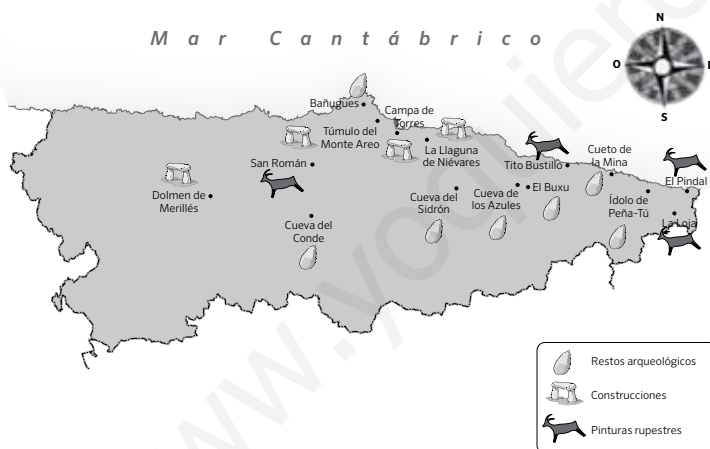 Mar Cantábrico
N
O
E
S
Bañugues
Campa de
Torres
Túmulo del
Monte Areo
La Llaguna
de Niévares
San Román
Tito Bustillo
Cueto de
la Mina
El Pindal
Dolmen de
Merillés
Cueva del
Sidrón
Cueva de
los Azules
El Buxu
Ídolo de
Peña-Tú
La Loja
Cueva del
Conde
Restos arqueológicos
Construcciones
Pinturas rupestres